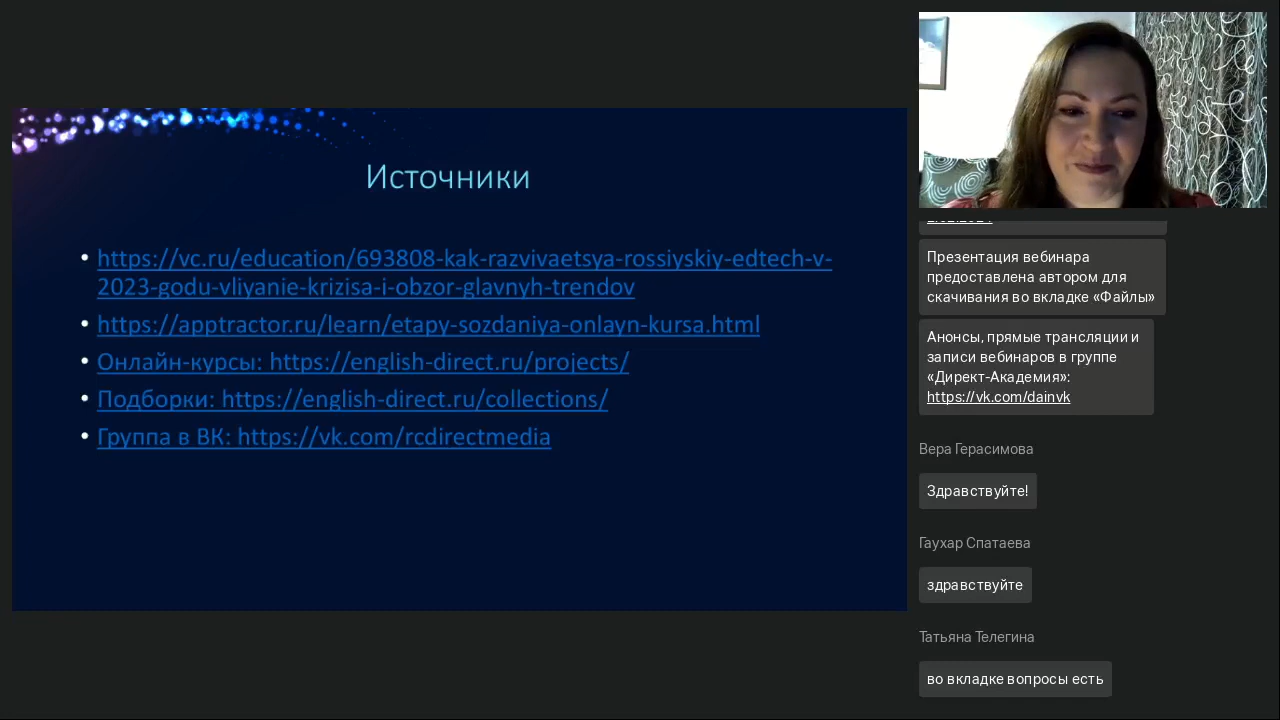 Источники
• https://vc.ru/education/693808-kak-razvivaetsya-rossiyskiy-edtech-v-
2023-godu-vliyanie-krizisa-i-obzor-glavnyh-trendov
• https://apptractor.ru/learn/etapy-sozdaniya-onlayn-kursa.html
• Онлайн-курсы: https://english-direct.ru/projects/
• Подборки: https://english-direct.ru/collections/
• Группа в ВК: https://vk.com/rcdirectmedia
Презентация вебинара
предоставлена автором для
скачивания во вкладке «Файлы»
Анонсы, прямые трансляции и
записи вебинаров в группе
«Директ-Академия»:
https://vk.com/dainvk
Вера Герасимова
Здравствуйте!
Гаухар Спатаева
здравствуйте
Татьяна Телегина
во вкладке вопросы есть